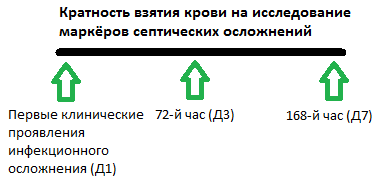 Кратность взятия крови на исследование
маркёров септических осложнений
Первые клинические
проявления
инфекционного
осложнения (Д1)
72-й час (Д3)
168-й час (Д7)